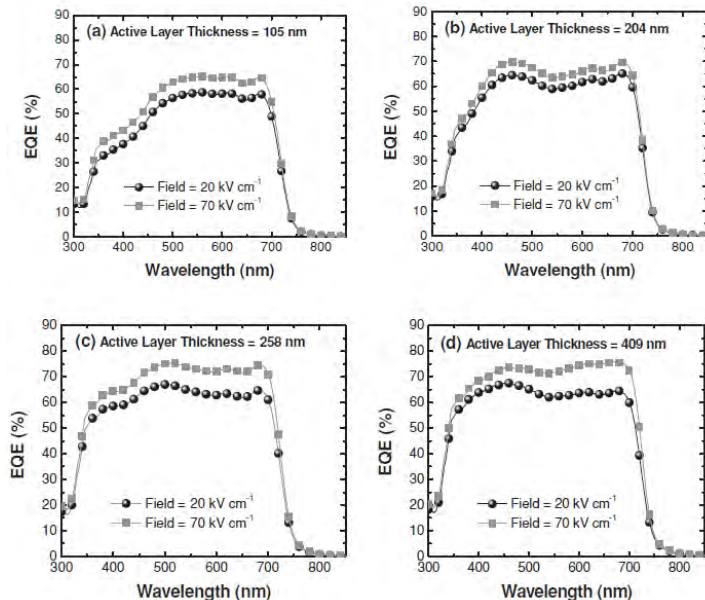 (a) Active Layer Thickness = 105 nm
90
80
70
60
50
40
30
20
10
0
EQE (%)
Field = 20 kV cm⁻¹
Field = 70 kV cm⁻¹
300 400 500 600 700 800
Wavelength (nm)
(b) Active Layer Thickness = 204 nm
90
80
70
60
50
40
30
20
10
0
EQE (%)
Field = 20 kV cm⁻¹
Field = 70 kV cm⁻¹
300 400 500 600 700 800
Wavelength (nm)
(c) Active Layer Thickness = 258 nm
90
80
70
60
50
40
30
20
10
0
EQE (%)
Field = 20 kV cm⁻¹
Field = 70 kV cm⁻¹
300 400 500 600 700 800
Wavelength (nm)
(d) Active Layer Thickness = 409 nm
90
80
70
60
50
40
30
20
10
0
EQE (%)
Field = 20 kV cm⁻¹
Field = 70 kV cm⁻¹
300 400 500 600 700 800
Wavelength (nm)